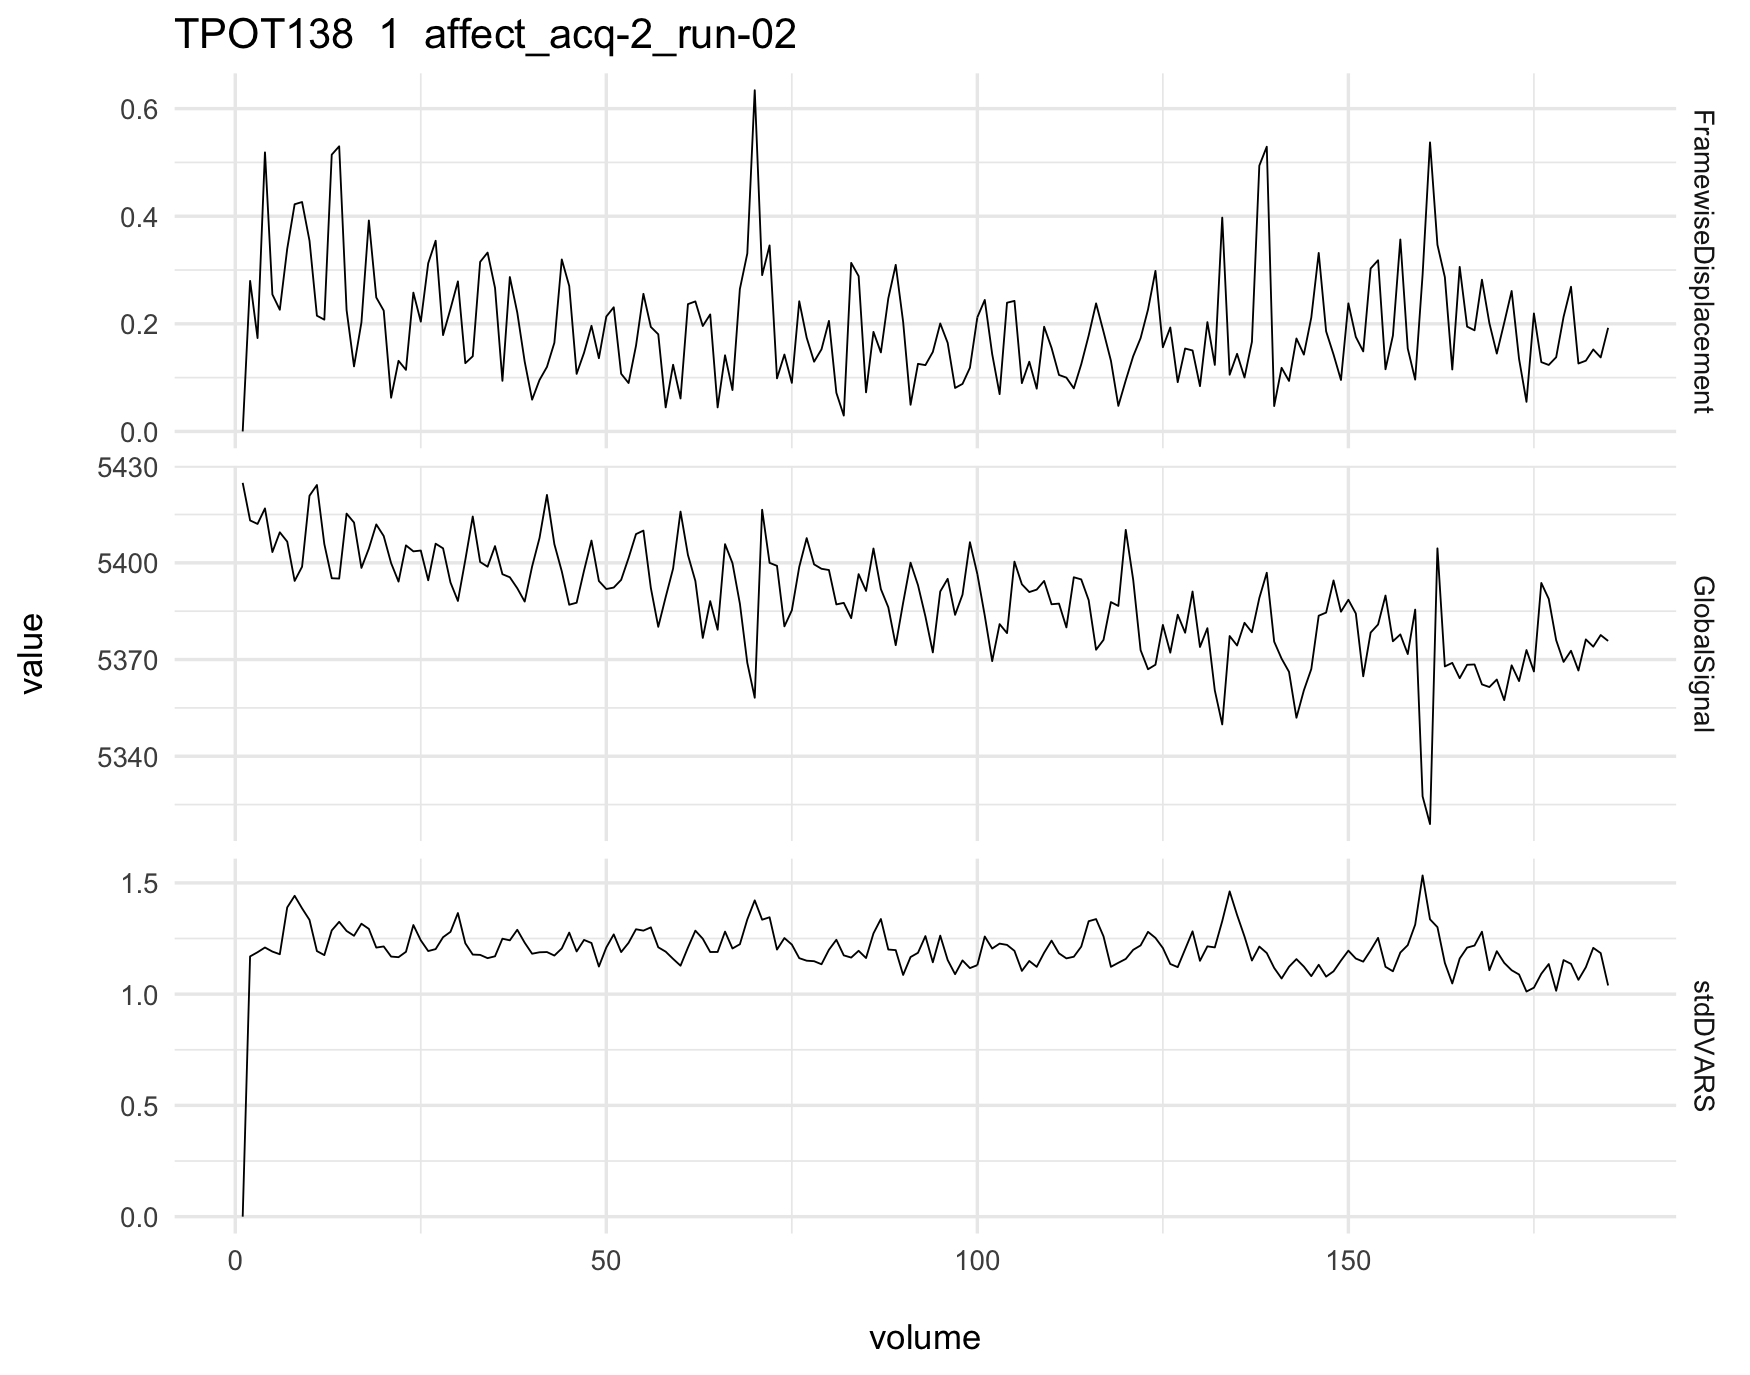 TPOT138 1 affect_acq-2_run-02
0.6
0.4
0.2
0.0
FramewiseDisplacement
5430
5400
5370
5340
GlobalSignal
value
1.5
1.0
0.5
0.0
stdDVARS
0 50 100 150
volume